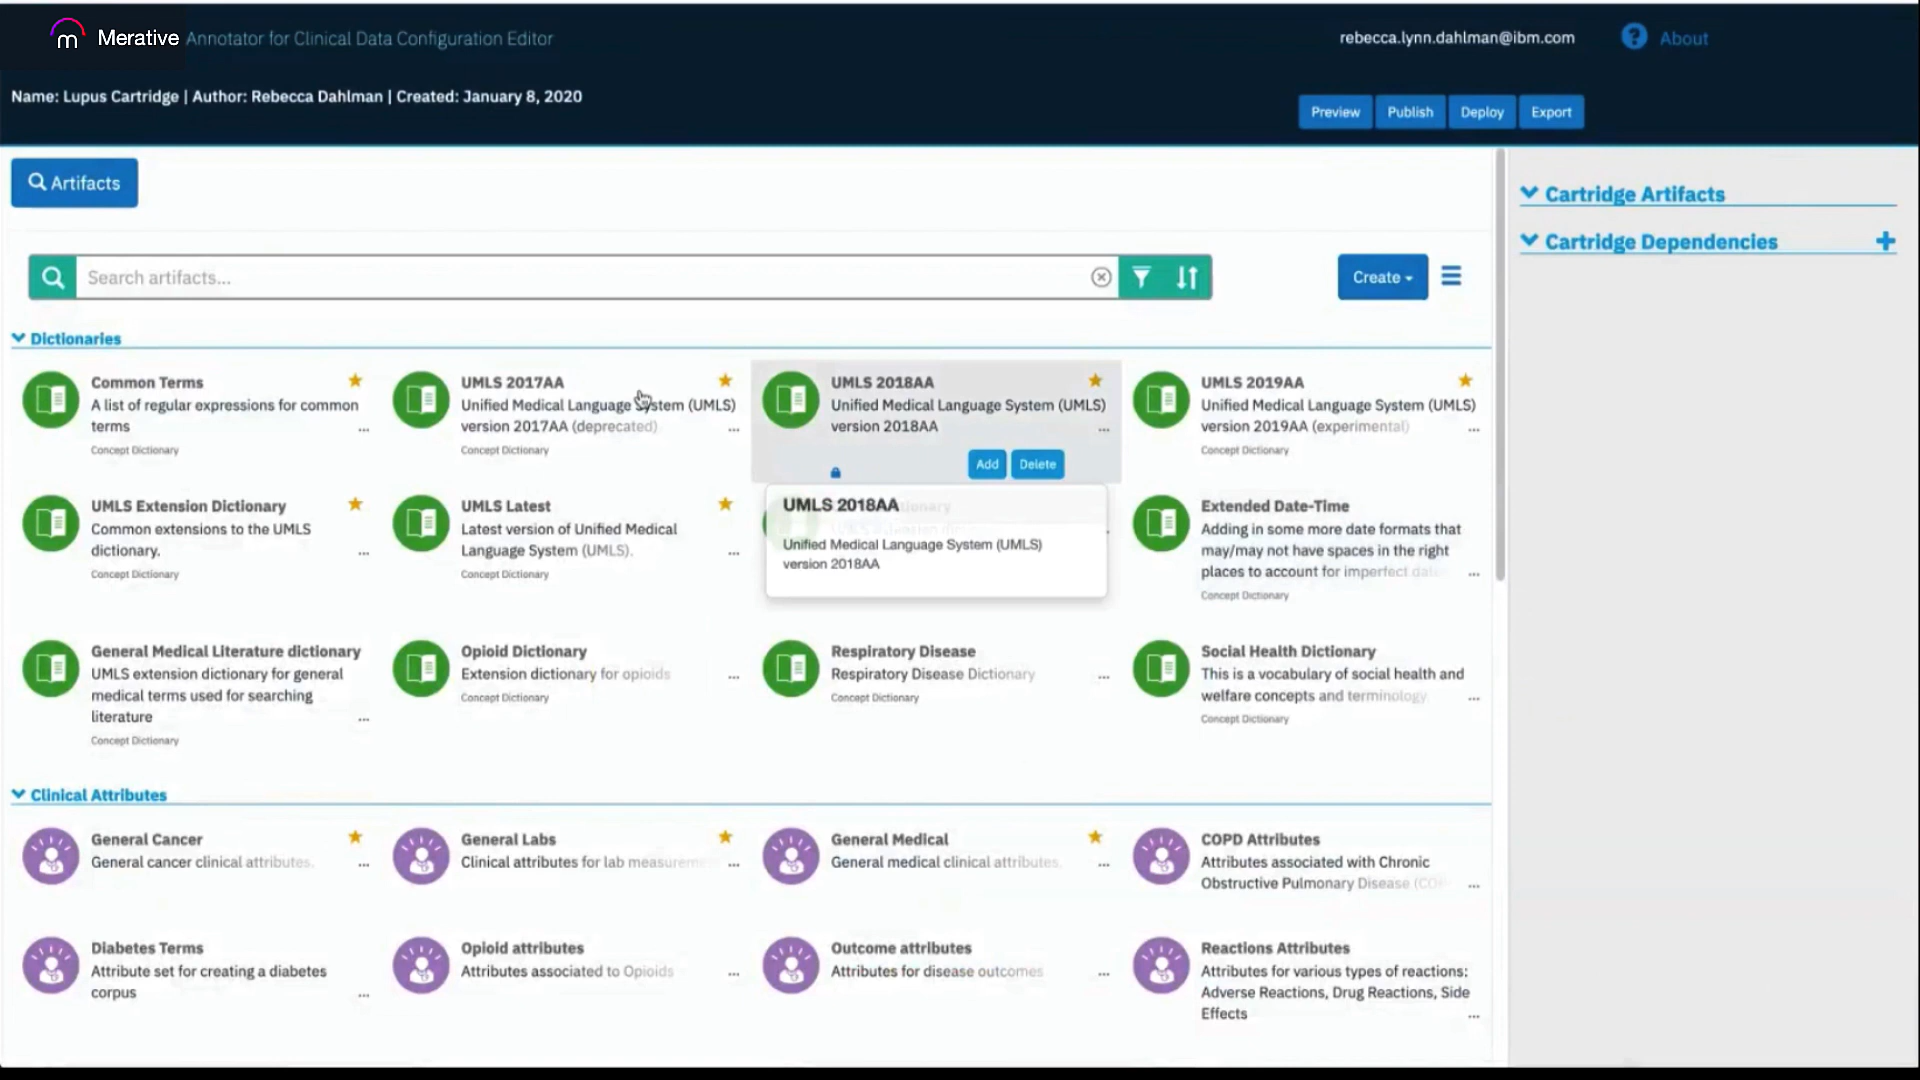 m Merative Annotator for Clinical Data Configuration Editor
rebecca.lynn.dahlman@ibm.com
? About
Name: Lupus Cartridge | Author: Rebecca Dahlman | Created: January 8, 2020
Preview Publish Deploy Export
Artifacts
Cartridge Artifacts
Cartridge Dependencies
Search artifacts...
Create
Dictionaries
Common Terms
A list of regular expressions for common
terms
...
Concept Dictionary
UMLS 2017AA
Unified Medical Language System (UMLS)
version 2017AA (deprecated)
...
Concept Dictionary
UMLS 2018AA
Unified Medical Language System (UMLS)
version 2018AA
...
Add Delete
UMLS 2019AA
Unified Medical Language System (UMLS)
version 2019AA (experimental)
...
Concept Dictionary
UMLS Extension Dictionary
Common extensions to the UMLS
dictionary.
...
Concept Dictionary
UMLS Latest
Latest version of Unified Medical
Language System (UMLS).
...
Concept Dictionary
UMLS 2018AA
Unified Medical Language System (UMLS)
version 2018AA
Extended Date-Time
Adding in some more date formats that
may/may not have spaces in the right
places to account for imperfect
...
Concept Dictionary
General Medical Literature dictionary
UMLS extension dictionary for general
medical terms used for searching
literature
...
Concept Dictionary
Opioid Dictionary
Extension dictionary for opioids
...
Concept Dictionary
Respiratory Disease
Respiratory Disease Dictionary
...
Concept Dictionary
Social Health Dictionary
This is a vocabulary of social health and
welfare concepts and terminology
...
Concept Dictionary
Clinical Attributes
General Cancer
General cancer clinical attributes.
...
General Labs
Clinical attributes for lab
...
General Medical
General medical clinical attributes.
...
COPD Attributes
Attributes associated with Chronic
Obstructive Pulmonary Disease
...
Diabetes Terms
Attribute set for creating a diabetes
corpus
...
Opioid attributes
Attributes associated to Opioids
...
Outcome attributes
Attributes for disease outcomes
...
Reactions Attributes
Attributes for various types of reactions:
Adverse Reactions, Drug Reactions, Side
Effects
...